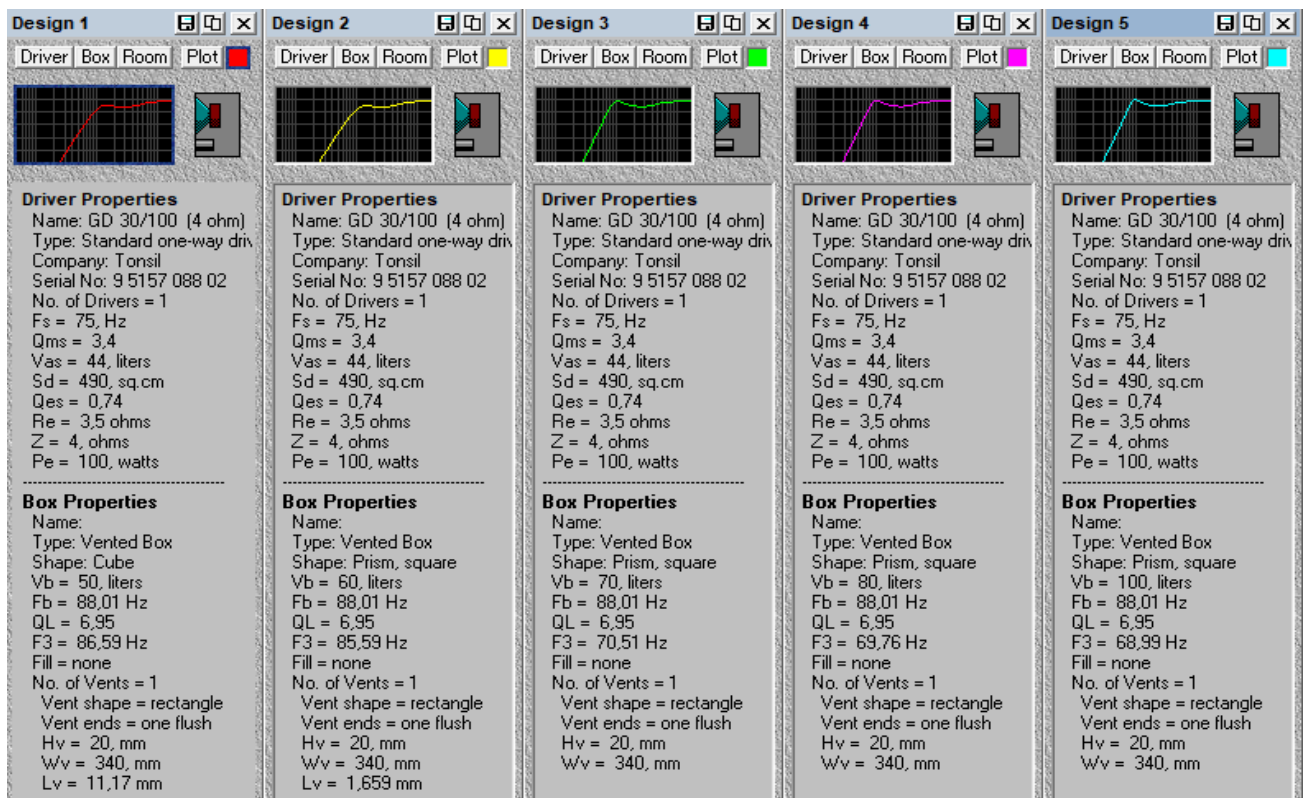 Design 1
Driver Box Room Plot
Driver Properties
Name: GD 30/100 (4 ohm)
Type: Standard one-way driv
Company: Tonsil
Serial No: 9 5157 088 02
No. of Drivers = 1
Fs = 75, Hz
Qms = 3,4
Vas = 44, liters
Sd = 490, sq.cm
Qes = 0,74
Re = 3,5 ohms
Z = 4, ohms
Pe = 100, watts
Box Properties
Name:
Type: Vented Box
Shape: Cube
Vb = 50, liters
Fb = 88,01 Hz
QL = 6,95
F3 = 86,59 Hz
Fill = none
No. of Vents = 1
Vent shape = rectangle
Vent ends = one flush
Hv = 20, mm
Wv = 340, mm
Lv = 11,17 mm
Design 2
Driver Box Room Plot
Driver Properties
Name: GD 30/100 (4 ohm)
Type: Standard one-way driv
Company: Tonsil
Serial No: 9 5157 088 02
No. of Drivers = 1
Fs = 75, Hz
Qms = 3,4
Vas = 44, liters
Sd = 490, sq.cm
Qes = 0,74
Re = 3,5 ohms
Z = 4, ohms
Pe = 100, watts
Box Properties
Name:
Type: Vented Box
Shape: Prism, square
Vb = 60, liters
Fb = 88,01 Hz
QL = 6,95
F3 = 85,59 Hz
Fill = none
No. of Vents = 1
Vent shape = rectangle
Vent ends = one flush
Hv = 20, mm
Wv = 340, mm
Lv = 1,659 mm
Design 3
Driver Box Room Plot
Driver Properties
Name: GD 30/100 (4 ohm)
Type: Standard one-way driv
Company: Tonsil
Serial No: 9 5157 088 02
No. of Drivers = 1
Fs = 75, Hz
Qms = 3,4
Vas = 44, liters
Sd = 490, sq.cm
Qes = 0,74
Re = 3,5 ohms
Z = 4, ohms
Pe = 100, watts
Box Properties
Name:
Type: Vented Box
Shape: Prism, square
Vb = 70, liters
Fb = 88,01 Hz
QL = 6,95
F3 = 70,51 Hz
Fill = none
No. of Vents = 1
Vent shape = rectangle
Vent ends = one flush
Hv = 20, mm
Wv = 340, mm
Design 4
Driver Box Room Plot
Driver Properties
Name: GD 30/100 (4 ohm)
Type: Standard one-way driv
Company: Tonsil
Serial No: 9 5157 088 02
No. of Drivers = 1
Fs = 75, Hz
Qms = 3,4
Vas = 44, liters
Sd = 490, sq.cm
Qes = 0,74
Re = 3,5 ohms
Z = 4, ohms
Pe = 100, watts
Box Properties
Name:
Type: Vented Box
Shape: Prism, square
Vb = 80, liters
Fb = 88,01 Hz
QL = 6,95
F3 = 69,76 Hz
Fill = none
No. of Vents = 1
Vent shape = rectangle
Vent ends = one flush
Hv = 20, mm
Wv = 340, mm
Design 5
Driver Box Room Plot
Driver Properties
Name: GD 30/100 (4 ohm)
Type: Standard one-way driv
Company: Tonsil
Serial No: 9 5157 088 02
No. of Drivers = 1
Fs = 75, Hz
Qms = 3,4
Vas = 44, liters
Sd = 490, sq.cm
Qes = 0,74
Re = 3,5 ohms
Z = 4, ohms
Pe = 100, watts
Box Properties
Name:
Type: Vented Box
Shape: Prism, square
Vb = 100, liters
Fb = 88,01 Hz
QL = 6,95
F3 = 68,99 Hz
Fill = none
No. of Vents = 1
Vent shape = rectangle
Vent ends = one flush
Hv = 20, mm
Wv = 340, mm